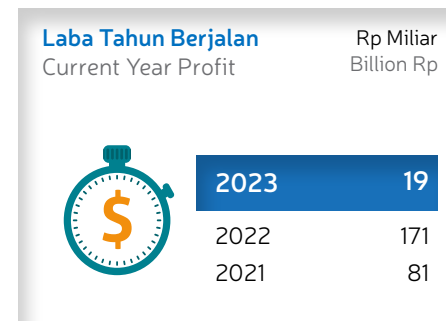 Laba Tahun Berjalan Rp Miliar
Current Year Profit Billion Rp
$
2023 19
2022 171
2021 81